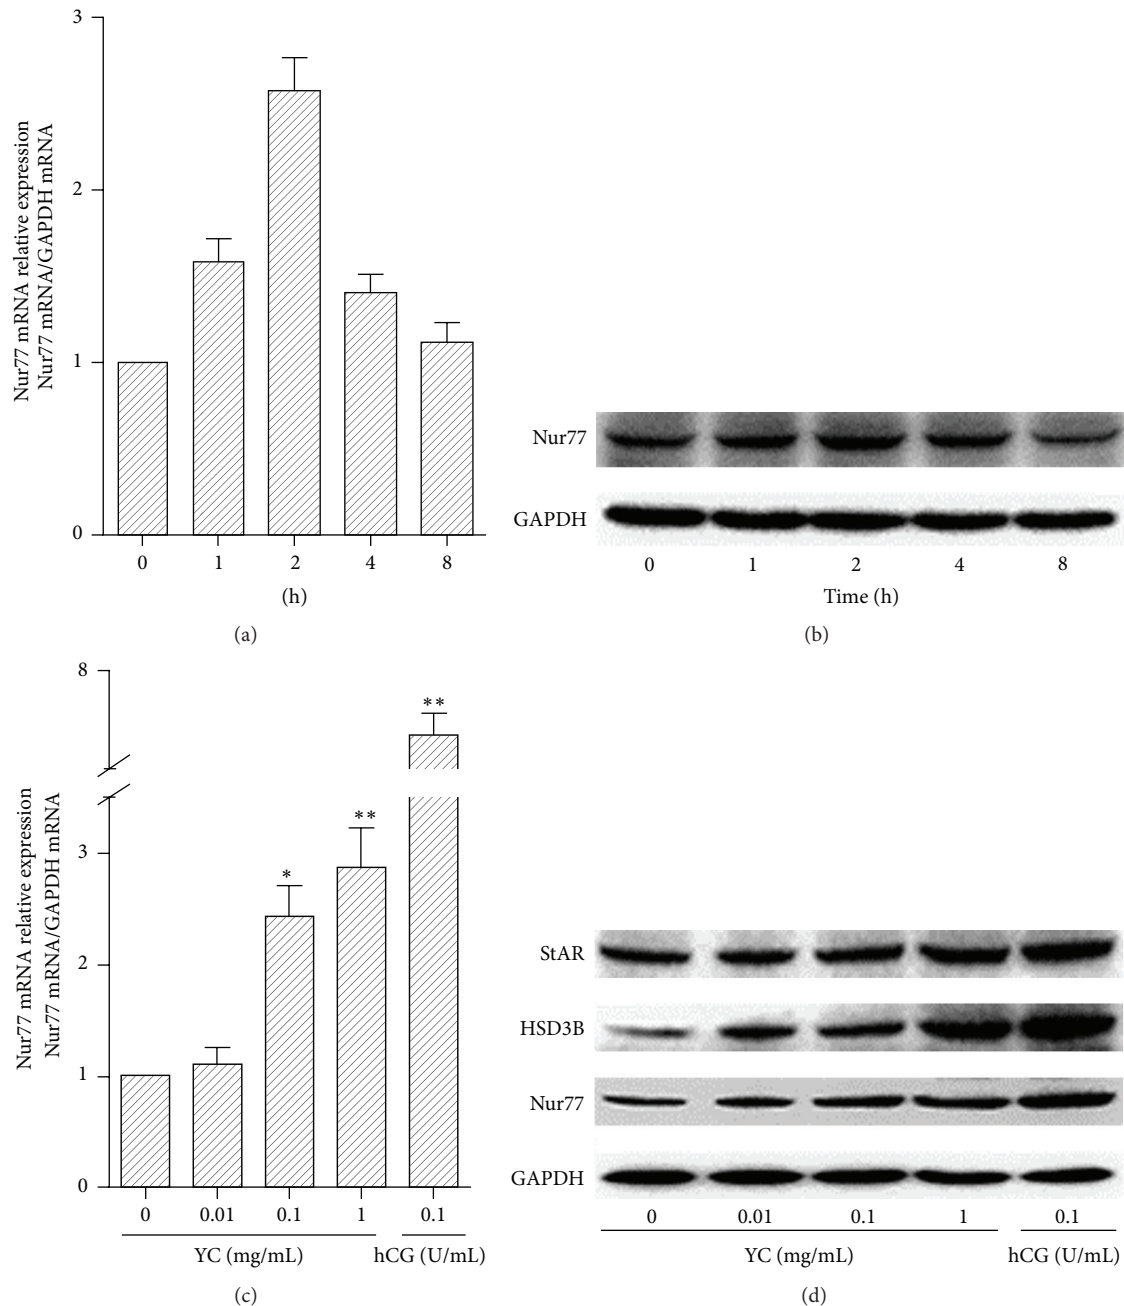 3
2
1
0
Nur77 mRNA relative expression
Nur77 mRNA/GAPDH mRNA
0 1 2 4 8
(h)
(a)
Nur77
GAPDH
0 1 2 4 8
Time (h)
(b)
8
3
2
1
0
Nur77 mRNA relative expression
Nur77 mRNA/GAPDH mRNA
*
**
**
0 0.01 0.1 1 0.1
YC (mg/mL) hCG (U/mL)
(c)
StAR
HSD3B
Nur77
GAPDH
0 0.01 0.1 1 0.1
YC (mg/mL) hCG (U/mL)
(d)